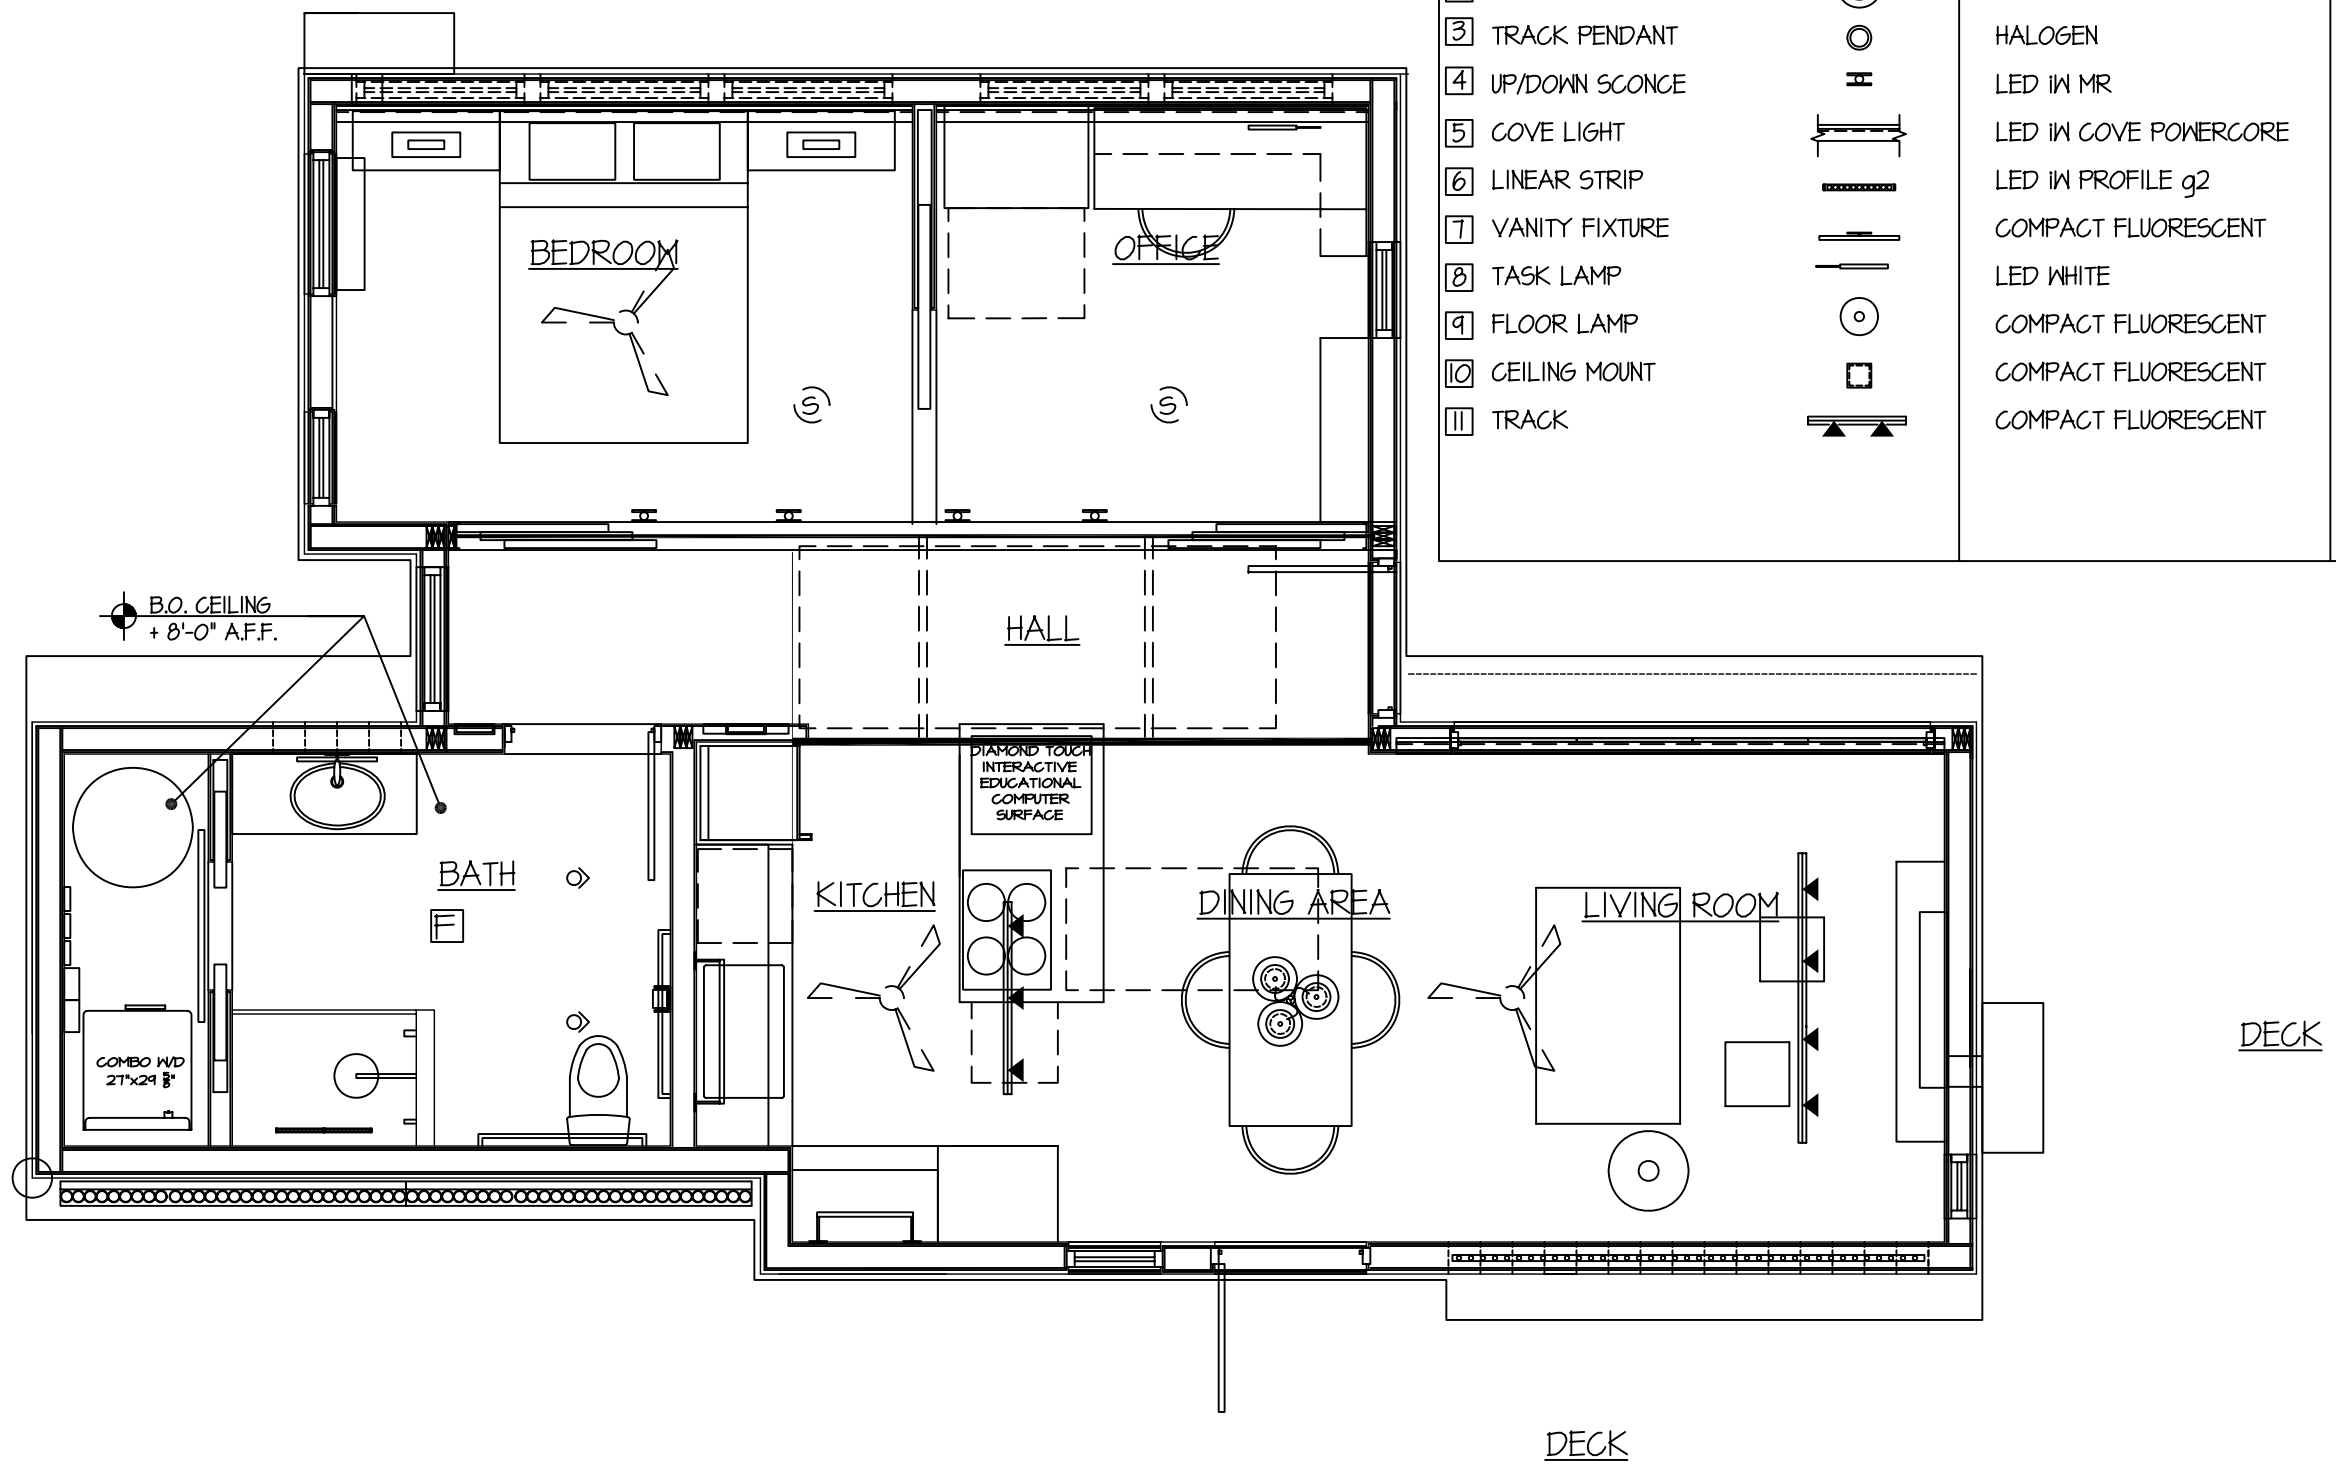 3 TRACK PENDANT HALOGEN
4 UP/DOWN SCONCE LED iW MR
5 COVE LIGHT LED iW COVE POWERCORE
6 LINEAR STRIP LED iW PROFILE g2
7 VANITY FIXTURE COMPACT FLUORESCENT
8 TASK LAMP LED WHITE
9 FLOOR LAMP COMPACT FLUORESCENT
10 CEILING MOUNT COMPACT FLUORESCENT
11 TRACK COMPACT FLUORESCENT
BEDROOM
OFFICE
S
S
B.O. CEILING
+ 8'-0" A.F.F.
HALL
DIAMOND TOUCH
INTERACTIVE
EDUCATIONAL
COMPUTER
SURFACE
BATH
F
KITCHEN
DINING AREA
LIVING ROOM
COMBO W/D
27"x29
DECK
DECK